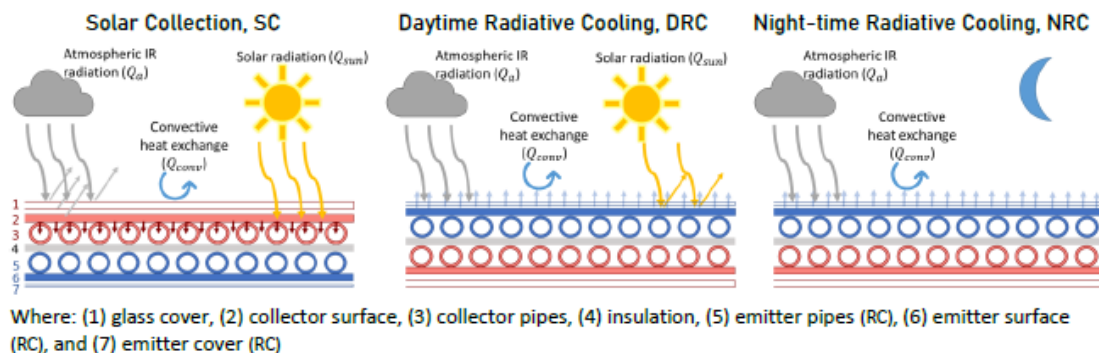 Solar Collection, SC
Atmospheric IR
radiation (Qa)
Solar radiation (Qsun)
Convective
heat exchange
(Qconv)
1
2
3
4
5
6
7
Daytime Radiative Cooling, DRC
Atmospheric IR
radiation (Qa)
Solar radiation (Qsun)
Convective
heat exchange
(Qconv)
Night-time Radiative Cooling, NRC
Atmospheric IR
radiation (Qa)
Convective
heat exchange
(Qconv)
Where: (1) glass cover, (2) collector surface, (3) collector pipes, (4) insulation, (5) emitter pipes (RC), (6) emitter surface
(RC), and (7) emitter cover (RC)